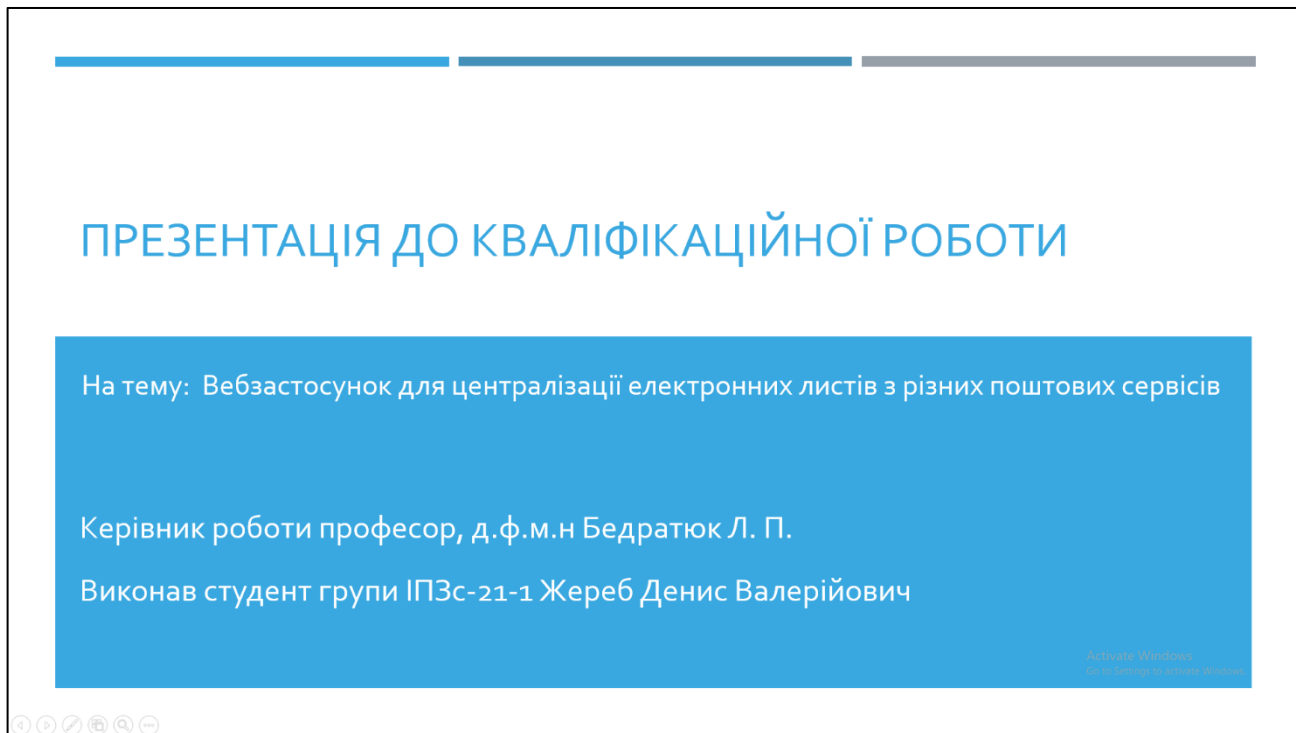 ПРЕЗЕНТАЦІЯ ДО КВАЛІФІКАЦІЙНОЇ РОБОТИ
На тему: Вебзастосунок для централізації електронних листів з різних поштових сервісів
Керівник роботи професор, д.ф.м.н Бедратюк Л. П.
Виконав студент групи ІПЗс-21-1 Жереб Денис Валерійович
Activate Windows
Go to Settings to activate Windows.